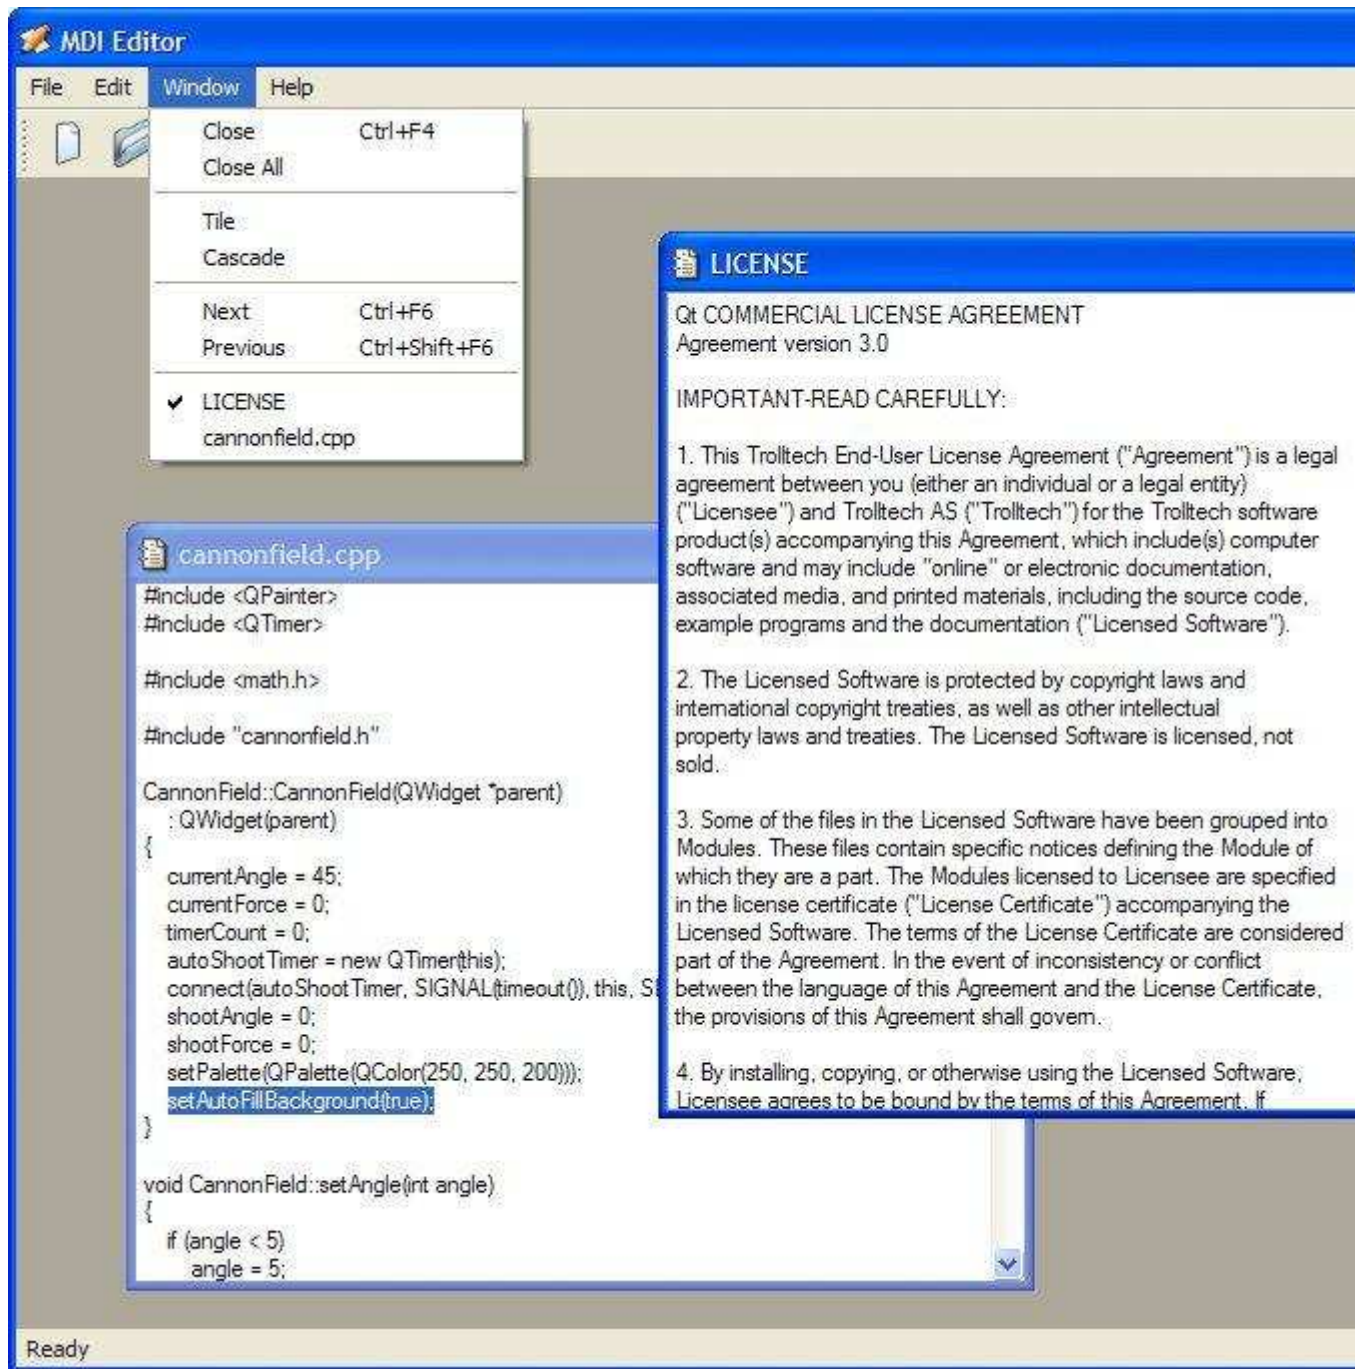 MDI Editor
File Edit Window Help
Close Ctrl+F4
Close All
Tile
Cascade
Next Ctrl+F6
Previous Ctrl+Shift+F6
LICENSE
cannonfield.cpp
LICENSE
Qt COMMERCIAL LICENSE AGREEMENT
Agreement version 3.0
IMPORTANT-READ CAREFULLY:
1. This Trolltech End-User License Agreement ("Agreement") is a legal
agreement between you (either an individual or a legal entity)
("Licensee") and Trolltech AS ("Trolltech") for the Trolltech software
product(s) accompanying this Agreement, which include(s) computer
software and may include "online" or electronic documentation,
associated media, and printed materials, including the source code,
example programs and the documentation ("Licensed Software").
2. The Licensed Software is protected by copyright laws and
international copyright treaties, as well as other intellectual
property laws and treaties. The Licensed Software is licensed, not
sold.
3. Some of the files in the Licensed Software have been grouped into
Modules. These files contain specific notices defining the Module of
which they are a part. The Modules licensed to Licensee are specified
in the license certificate ("License Certificate") accompanying the
Licensed Software. The terms of the License Certificate are considered
part of the Agreement. In the event of inconsistency or conflict
between the language of this Agreement and the License Certificate,
the provisions of this Agreement shall govern.
4. By installing, copying, or otherwise using the Licensed Software,
Licensee agrees to be bound by the terms of this Agreement. If
cannonfield.cpp
#include <QPainter>
#include <QTimer>
#include <math.h>
#include "cannonfield.h"
CannonField::CannonField(QWidget *parent)
: QWidget(parent)
{
currentAngle = 45;
currentForce = 0;
timerCount = 0;
autoShootTimer = new QTimer(this);
connect(autoShootTimer, SIGNAL(timeout()), this, S
shootAngle = 0;
shootForce = 0;
setPalette(QPalette(QColor(250, 250, 200)));
setAutoFillBackground(true);
}
void CannonField::setAngle(int angle)
{
if (angle < 5)
angle = 5;
Ready